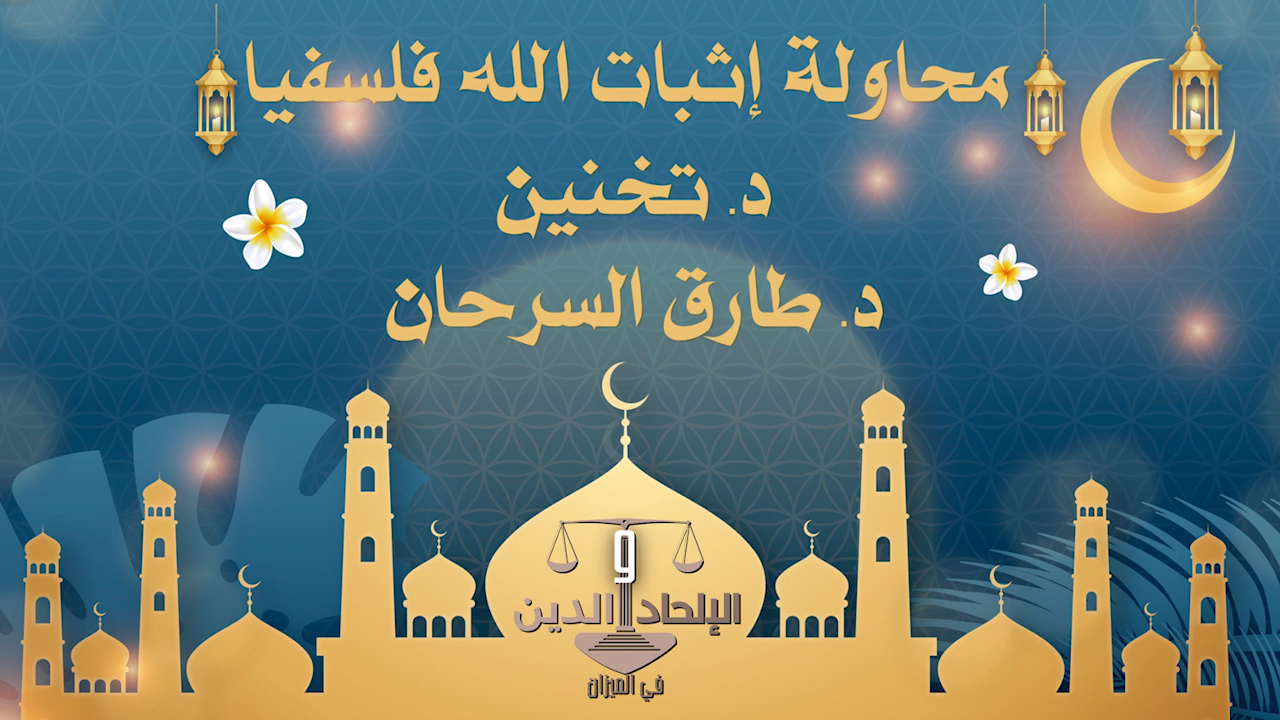 محاولة إثبات الله فلسفيا
د. تخنين
د. طارق السرحان
الإلحاد و الدين
في الميزان